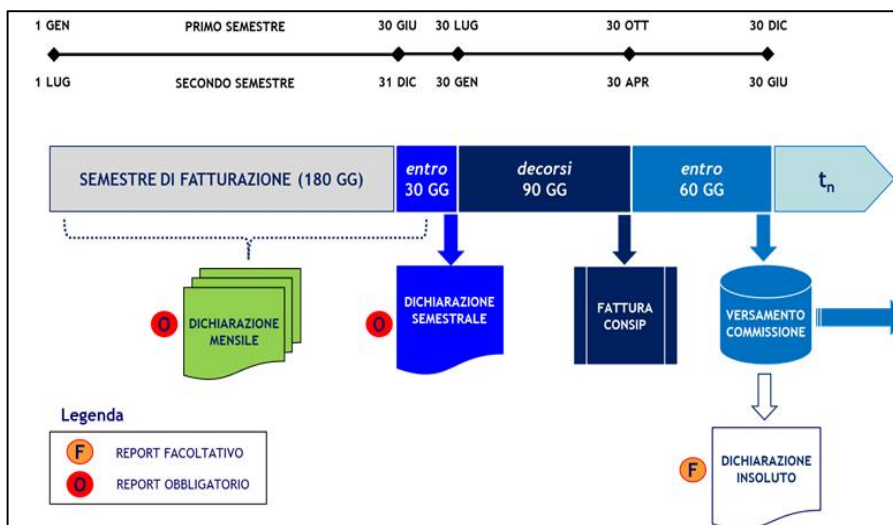 1 GEN PRIMO SEMESTRE 30 GIU 30 LUG 30 OTT 30 DIC
1 LUG SECONDO SEMESTRE 31 DIC 30 GEN 30 APR 30 GIU
SEMESTRE DI FATTURAZIONE (180 GG)
entro
30 GG
decorsi
90 GG
entro
60 GG
tn
O
DICHIARAZIONE
MENSILE
O
DICHIARAZIONE
SEMESTRALE
FATTURA
CONSIP
VERSAMENTO
COMMISSIONE
Legenda
F REPORT FACOLTATIVO
O REPORT OBBLIGATORIO
F
DICHIARAZIONE
INSOLUTO